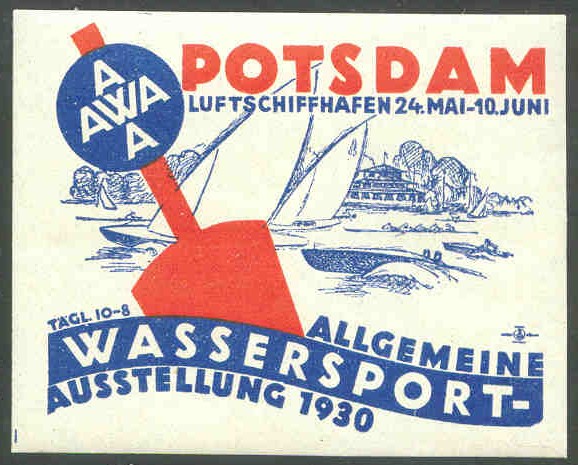 A
AWA
A
POTSDAM
LUFTSCHIFFHAFEN 24. MAI-10. JUNI
TÄGL. 10-8
ALLGEMEINE
WASSERSPORT-
AUSSTELLUNG 1930